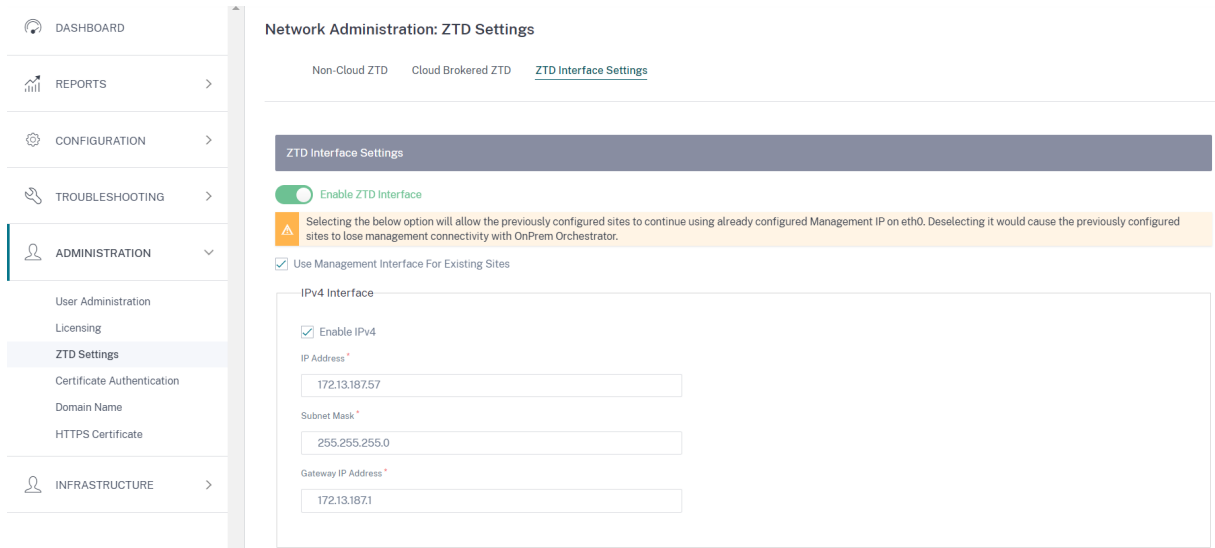 DASHBOARD
REPORTS
CONFIGURATION
TROUBLESHOOTING
ADMINISTRATION
User Administration
Licensing
ZTD Settings
Certificate Authentication
Domain Name
HTTPS Certificate
INFRASTRUCTURE
Network Administration: ZTD Settings
Non-Cloud ZTD Cloud Brokered ZTD ZTD Interface Settings
ZTD Interface Settings
Enable ZTD Interface
Selecting the below option will allow the previously configured sites to continue using already configured Management IP on eth0. Deselecting it would cause the previously configured
sites to lose management connectivity with OnPrem Orchestrator.
Use Management Interface For Existing Sites
IPv4 Interface
Enable IPv4
IP Address *
172.13.187.57
Subnet Mask *
255.255.255.0
Gateway IP Address *
172.13.187.1